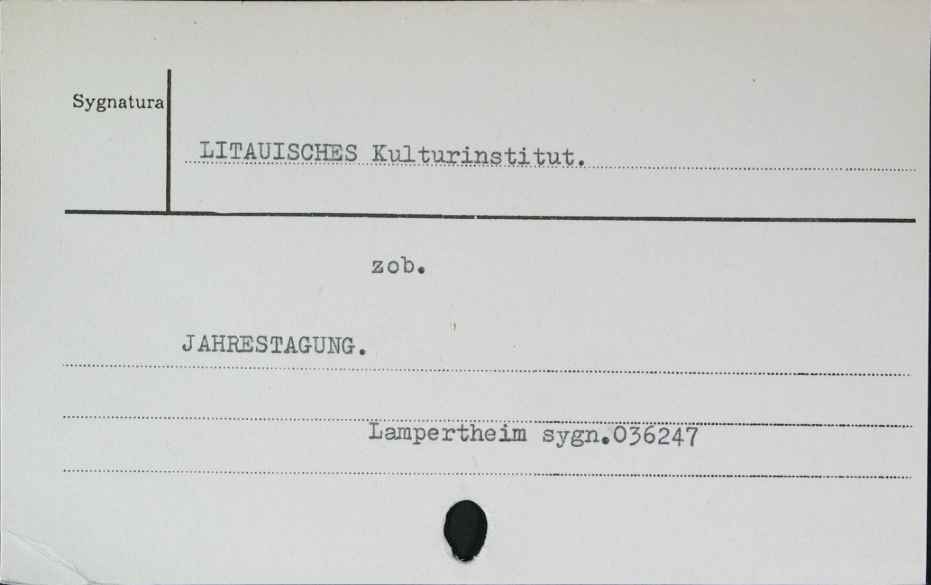 Sygnatura
LITAUISCHES Kulturinstitut.
zob.
JAHRESTAGUNG.
Lampertheim sygn.036247